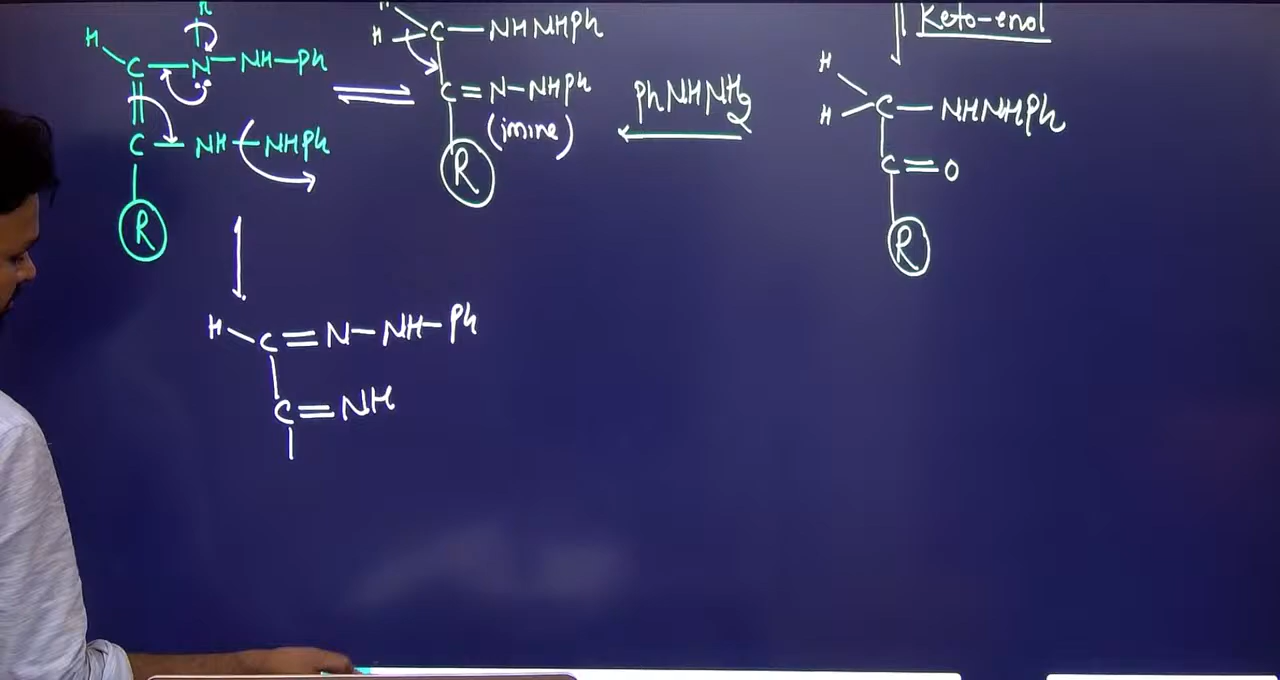 Keto-enol
H
H
C - NHNHPh
C = O
R
PhNHNH2
H
C - NHNHPh
C = N - NHPh
(imine)
R
H
C - N - NH - Ph
C - NH - NHPh
R
H
C = N - NH - Ph
C = NH